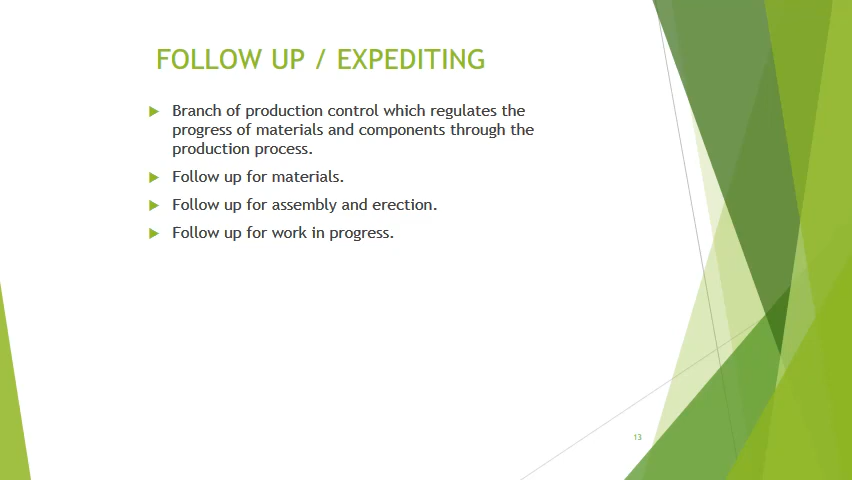 FOLLOW UP / EXPEDITING
Branch of production control which regulates the
progress of materials and components through the
production process.
Follow up for materials.
Follow up for assembly and erection.
Follow up for work in progress.
13